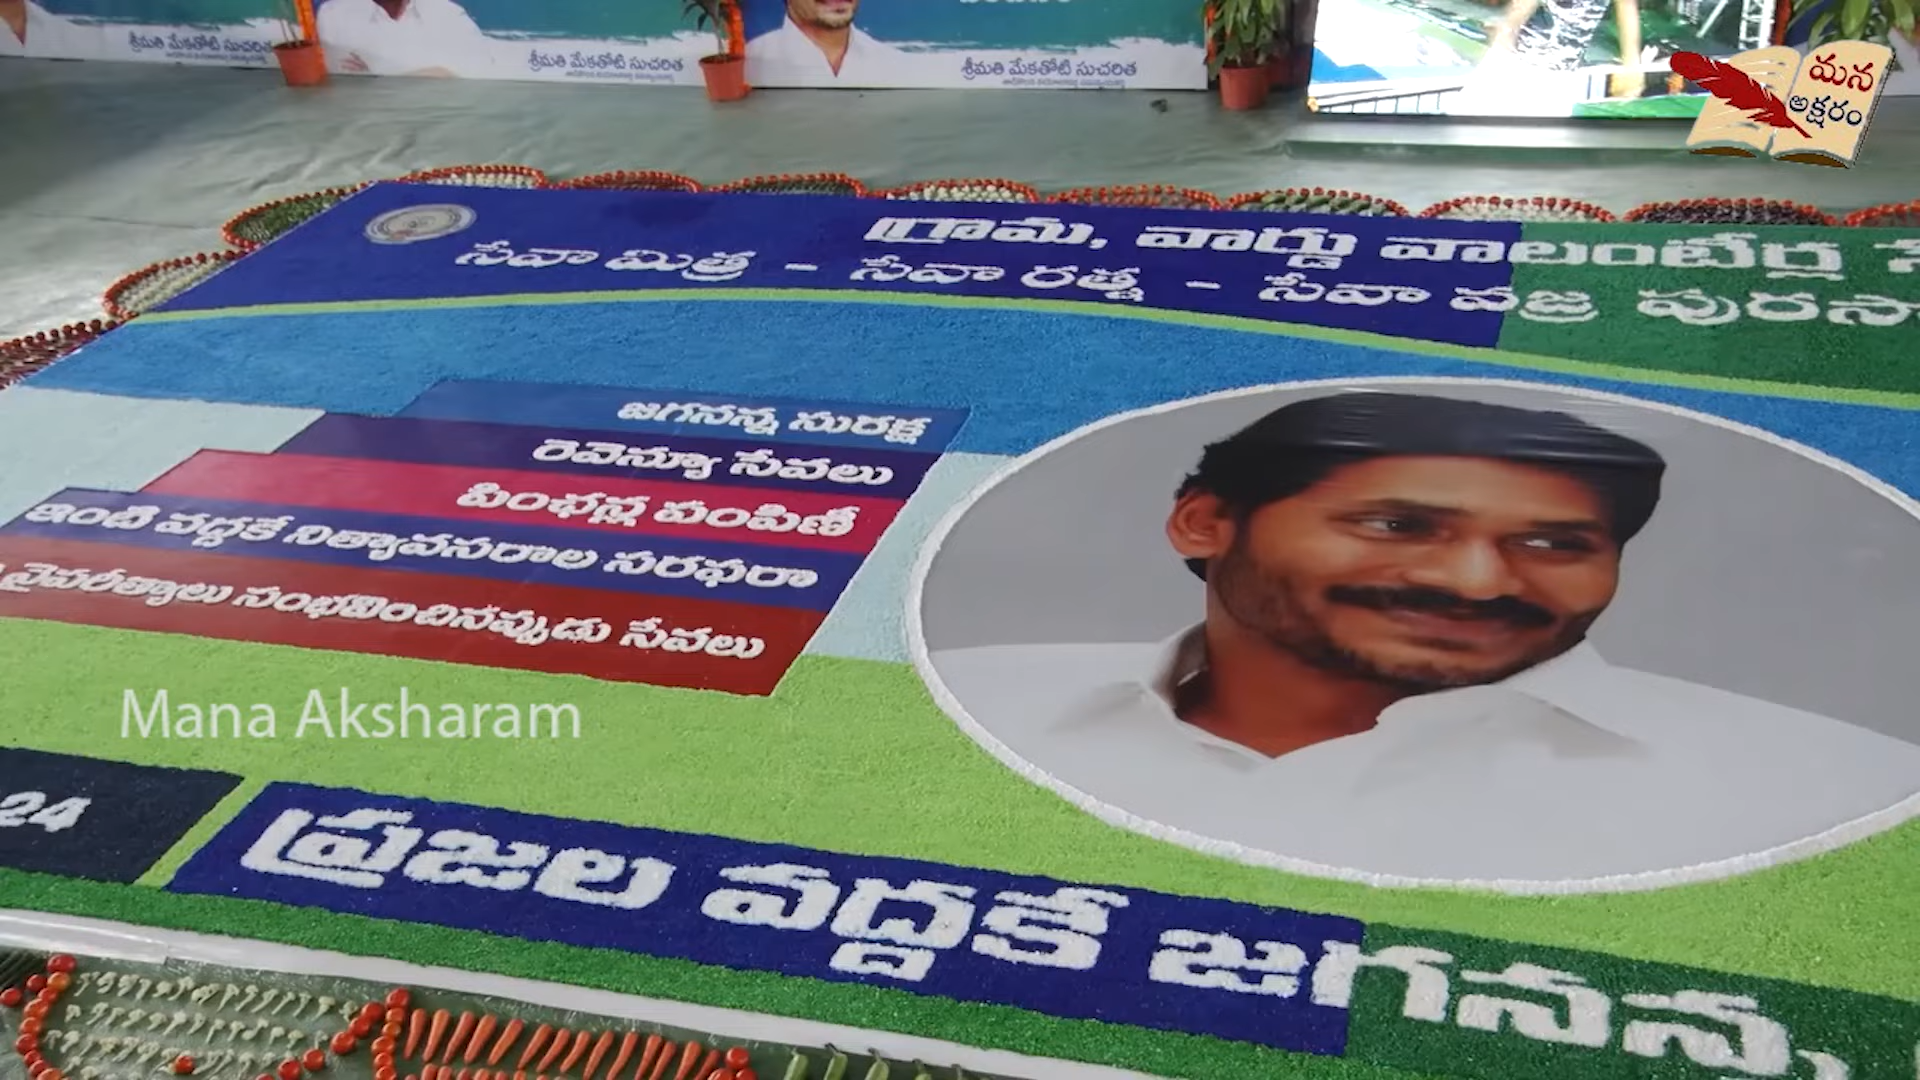 శ్రీమతి మేకతోటి సుచరిత
శ్రీమతి మేకతోటి సుచరిత
శ్రీమతి మేకతోటి సుచరిత
మన
అక్షరం
గ్రామ, వార్డు వాలంటీర్ల
సేవా మిత్ర - సేవా రత్న - సేవా వజ్ర పురస్కా
జగనన్న సురక్ష
రెవెన్యూ సేవలు
పింఛన్ల పంపిణీ
ఇంటి వద్దకే నిత్యావసరాల సరఫరా
వైపరీత్యాలు సంభవించినప్పుడు సేవలు
Mana Aksharam
24
ప్రజల వద్దకే జగనన్న